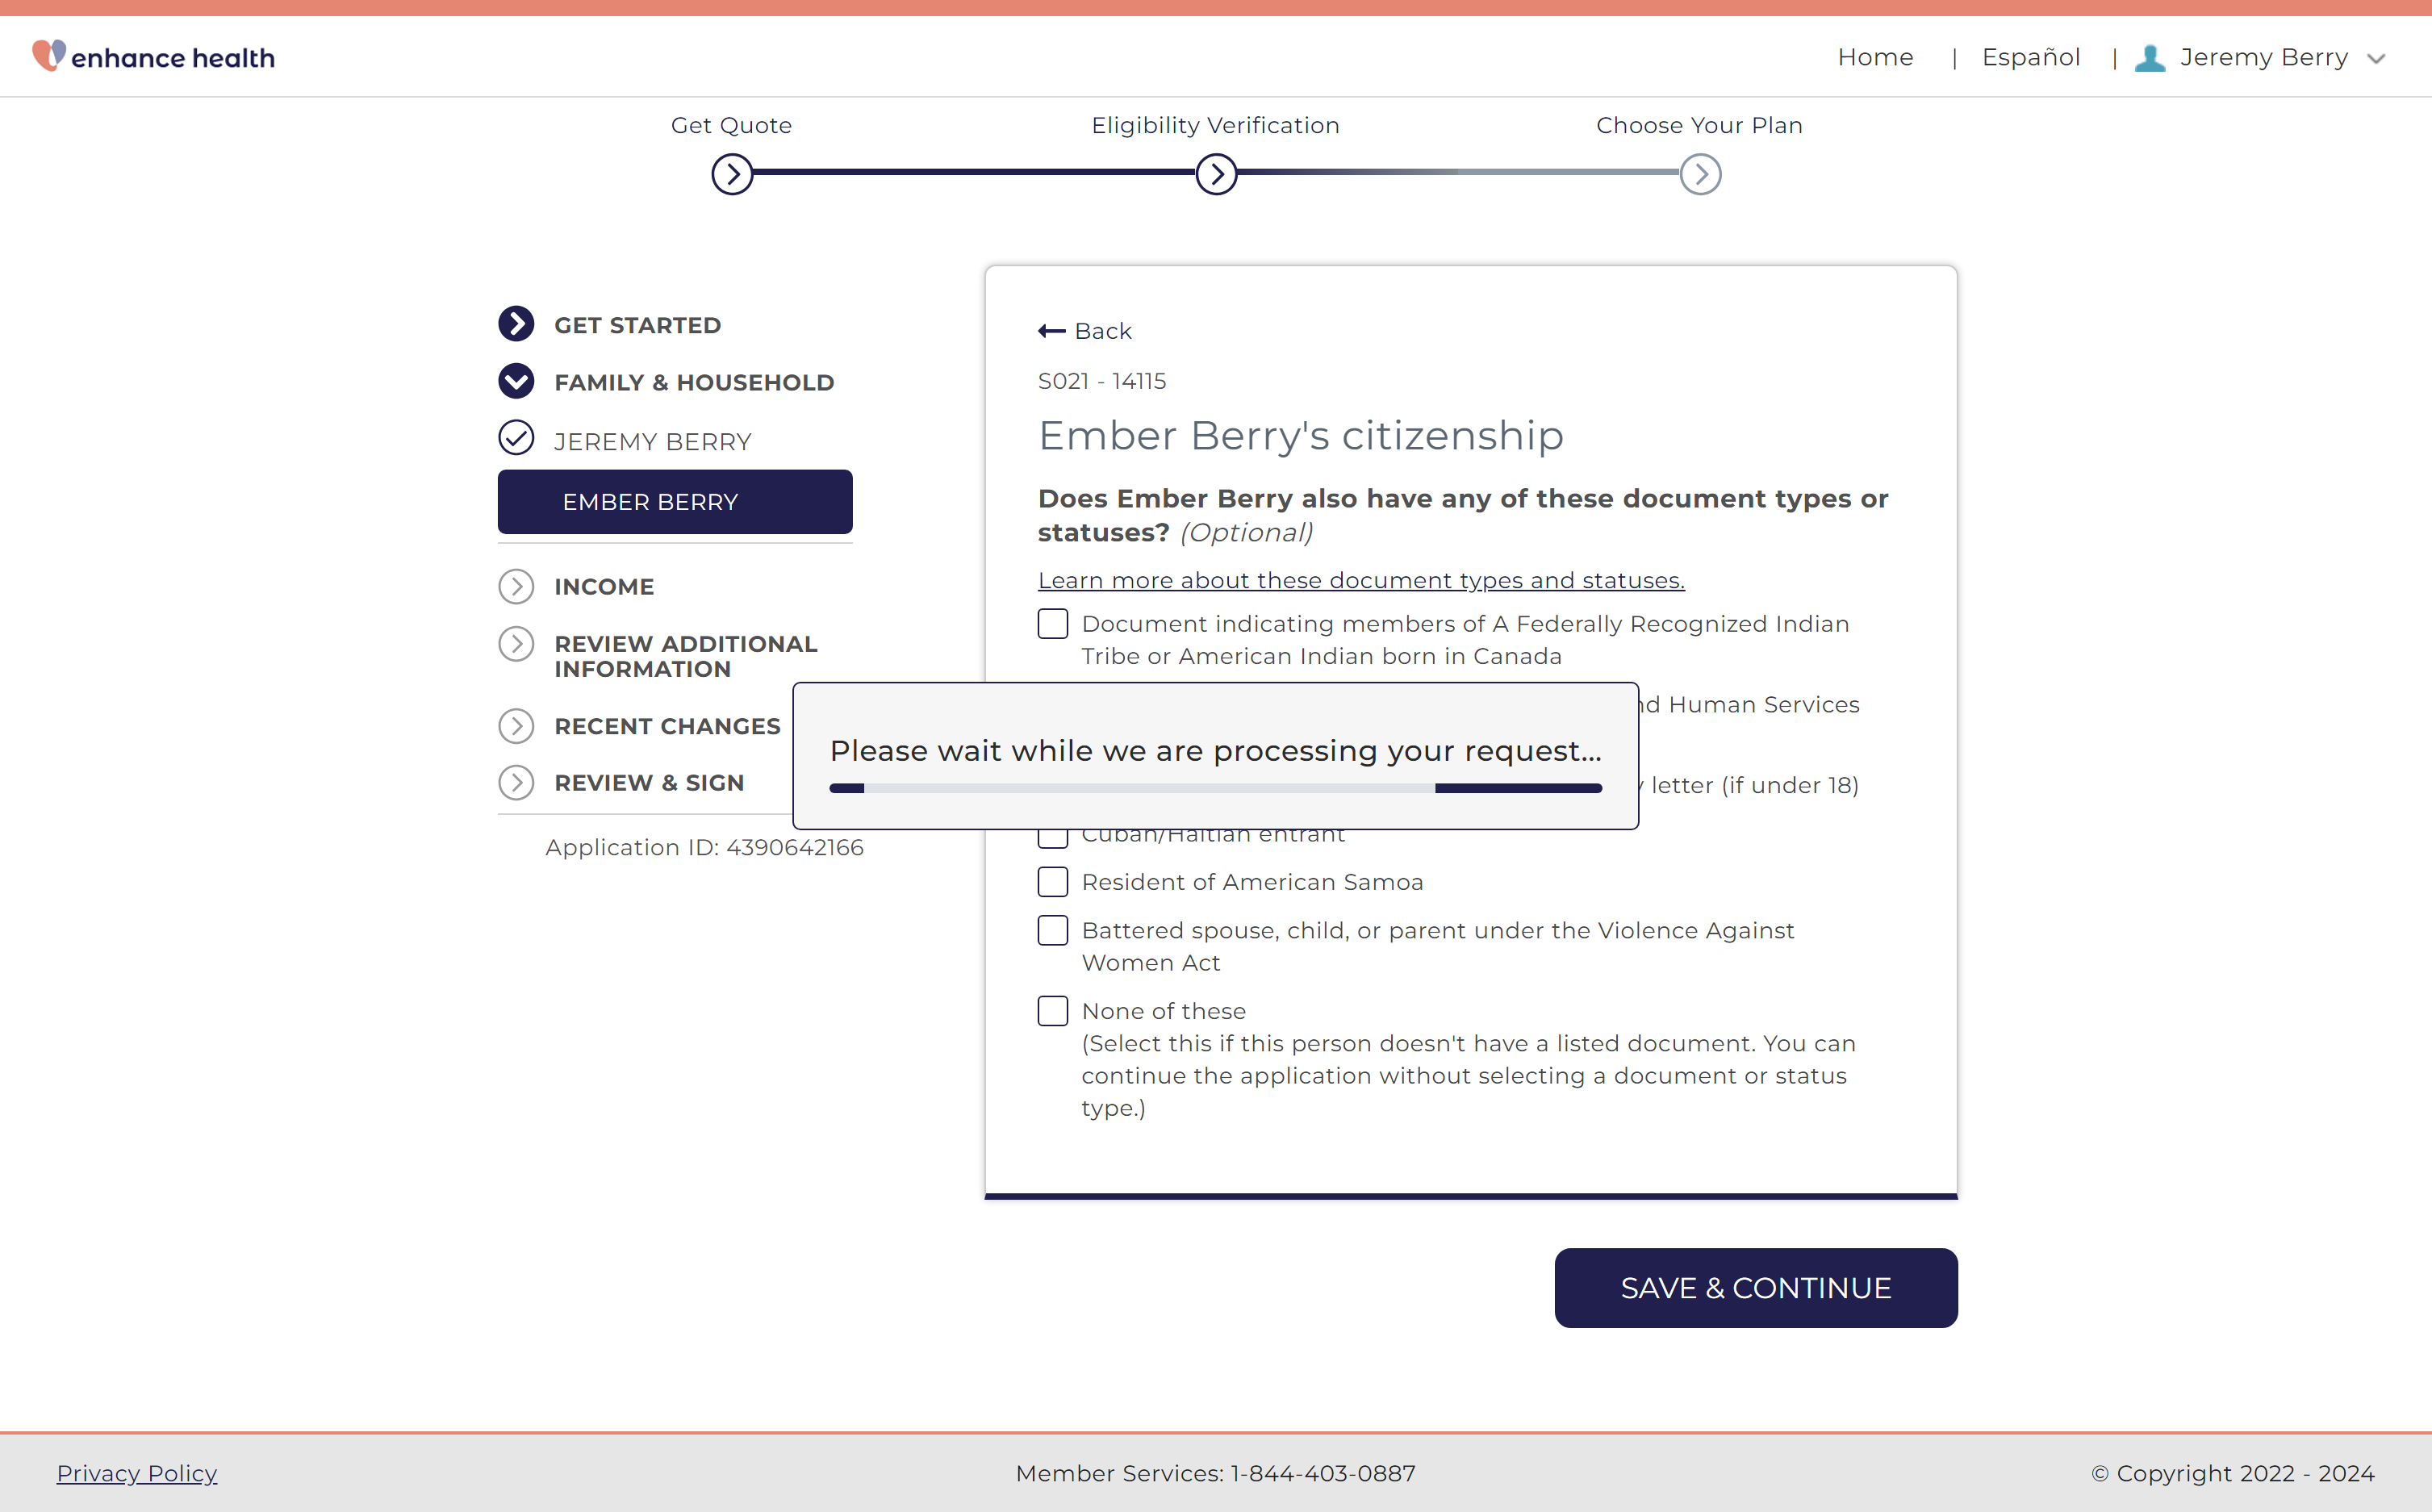 enhance health
Home | Español | Jeremy Berry
Get Quote
Eligibility Verification
Choose Your Plan
GET STARTED
FAMILY & HOUSEHOLD
JEREMY BERRY
EMBER BERRY
INCOME
REVIEW ADDITIONAL
INFORMATION
RECENT CHANGES
REVIEW & SIGN
Application ID: 4390642166
Back
S021 - 14115
Ember Berry's citizenship
Does Ember Berry also have any of these document types or
statuses? (Optional)
Learn more about these document types and statuses.
Document indicating members of A Federally Recognized Indian
Tribe or American Indian born in Canada
Human Services
Please wait while we are processing your request...
letter (if under 18)
Cuban/Haitian entrant
Resident of American Samoa
Battered spouse, child, or parent under the Violence Against
Women Act
None of these
(Select this if this person doesn't have a listed document. You can
continue the application without selecting a document or status
type.)
SAVE & CONTINUE
Privacy Policy
Member Services: 1-844-403-0887
© Copyright 2022 - 2024